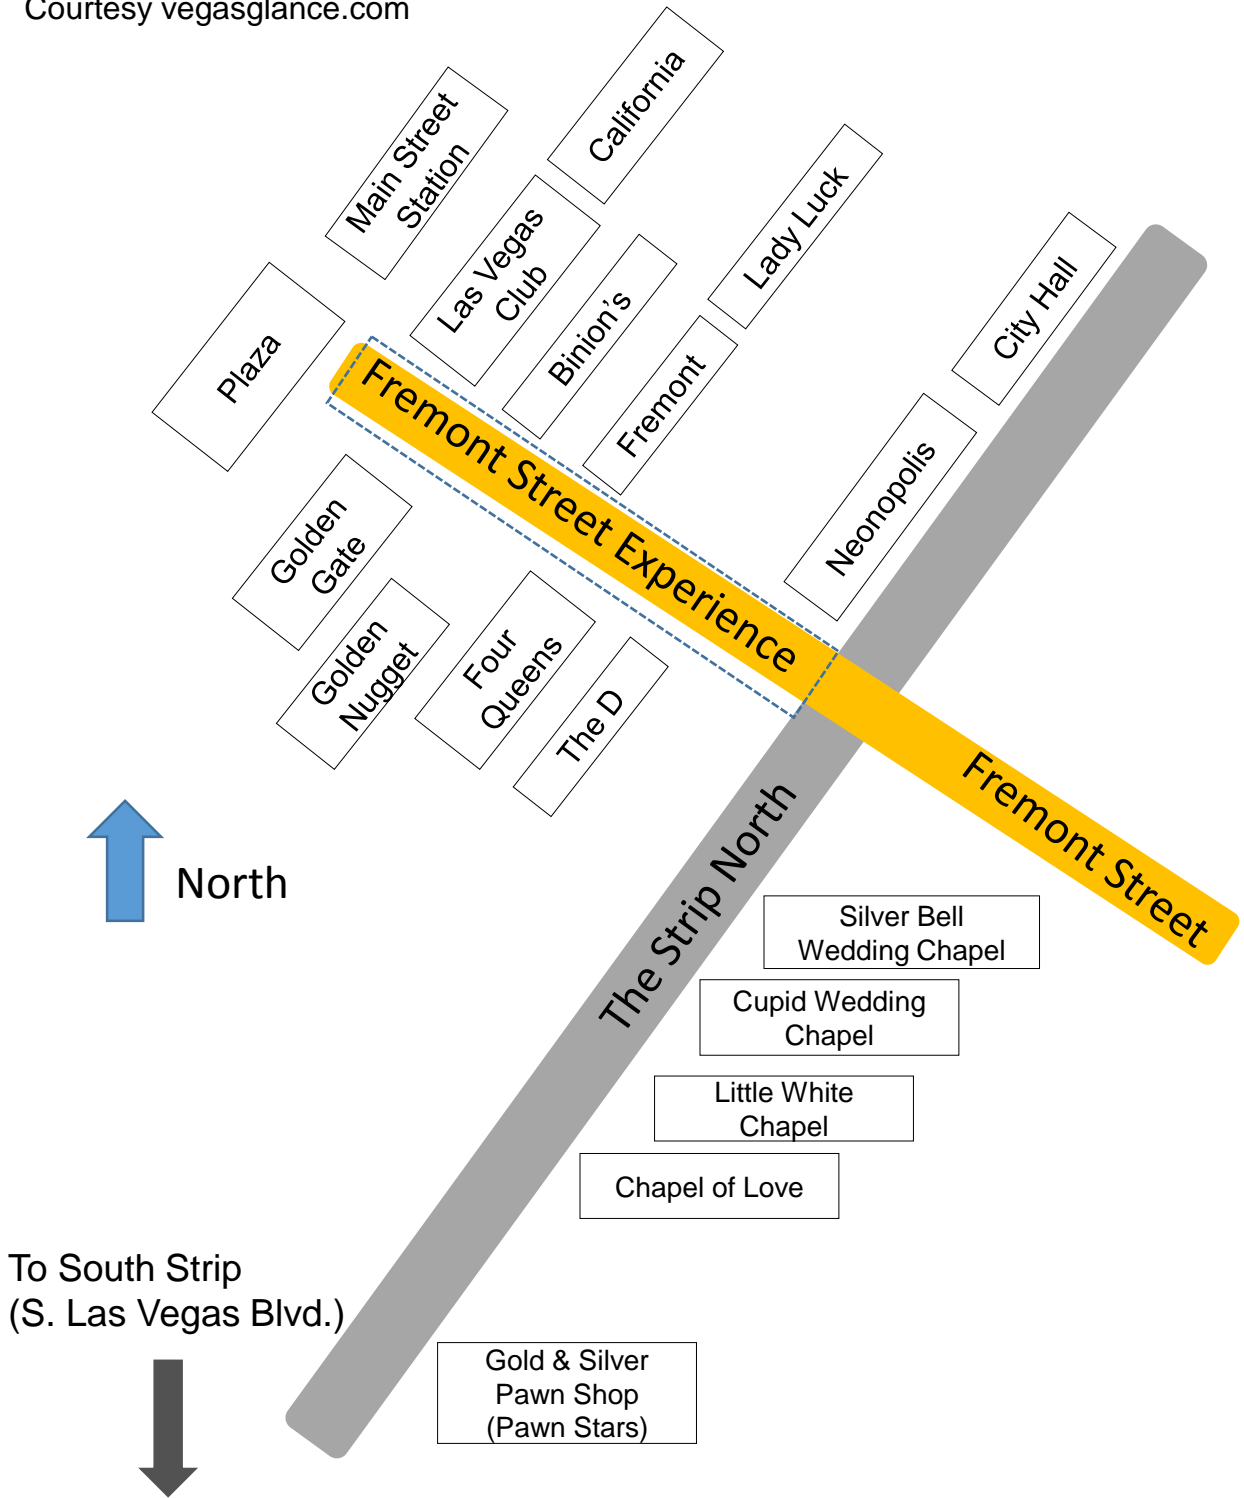 Courtesy vegasglance.com
California
Main Street
Station
Lady Luck
Las Vegas
Club
City Hall
Binion’s
Plaza
Fremont
Fremont Street Experience
Neonopolis
Golden
Gate
Golden
Nugget
Four
Queens
The D
Fremont Street
The Strip North
North
Silver Bell
Wedding Chapel
Cupid Wedding
Chapel
Little White
Chapel
Chapel of Love
To South Strip
(S. Las Vegas Blvd.)
Gold & Silver
Pawn Shop
(Pawn Stars)